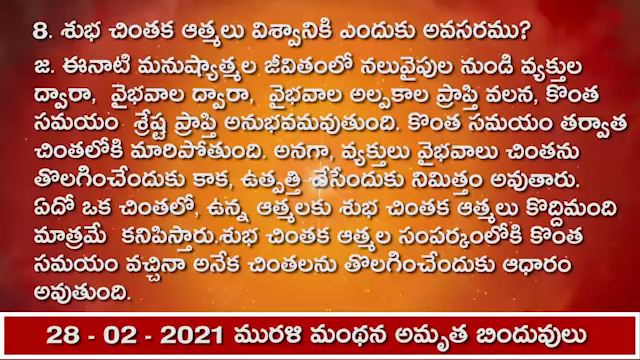 8. శుభ చింతక ఆత్మలు విశ్వానికి ఎందుకు అవసరము?
జ. ఈనాటి మనుష్యాత్మల జీవితంలో నలువైపుల నుండి వ్యక్తుల
ద్వారా, వైభవాల ద్వారా, వైభవాల అల్పకాల ప్రాప్తి వలన, కొంత
సమయం శ్రేష్ట ప్రాప్తి అనుభవమవుతుంది. కొంత సమయం తర్వాత
చింతలోకి మారిపోతుంది. అనగా, వ్యక్తులు వైభవాలు చింతను
తొలగించేందుకు కాక, ఉత్పత్తి చేసేందుకు నిమిత్తం అవుతారు.
ఏదో ఒక చింతలో, ఉన్న ఆత్మలకు శుభ చింతక ఆత్మలు కొద్దిమంది
మాత్రమే కనిపిస్తారు.శుభ చింతక ఆత్మల సంపర్కంలోకి కొంత
సమయం వచ్చినా అనేక చింతలను తొలగించేందుకు ఆధారం
అవుతుంది.
28 - 02 - 2021 మురళి మంథన అమృత బిందువులు